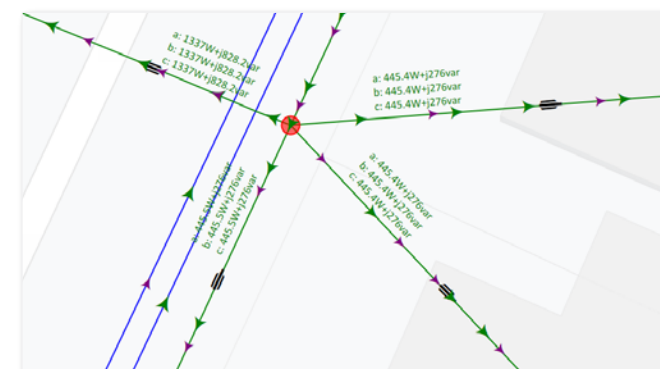 a: 1337W+j828.2var
b: 1337W+j828.2var
c: 1337W+j828.2var
a: 445.4W+j276var
b: 445.4W+j276var
c: 445.4W+j276var
a: 445.5W+j276var
b: 445.5W+j276var
c: 445.5W+j276var
a: 445.4W+j276var
b: 445.4W+j276var
c: 445.4W+j276var